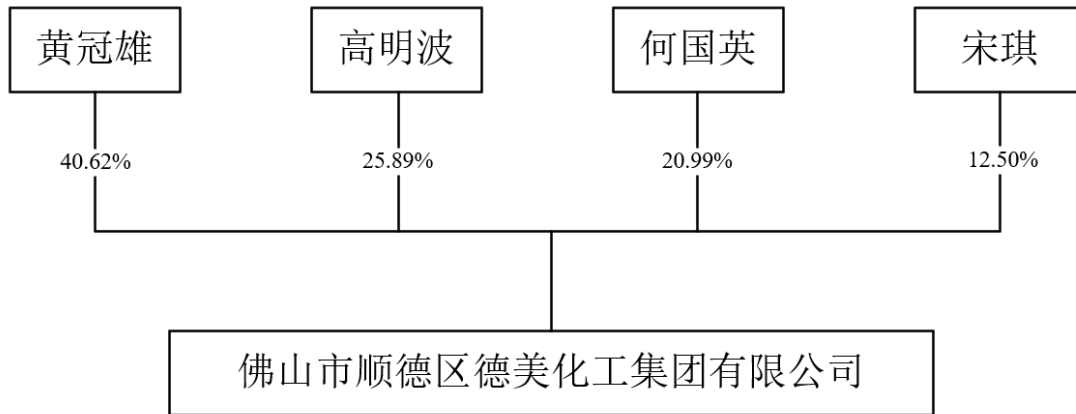 黄冠雄
高明波
何国英
宋琪
40.62%
25.89%
20.99%
12.50%
佛山市顺德区德美化工集团有限公司